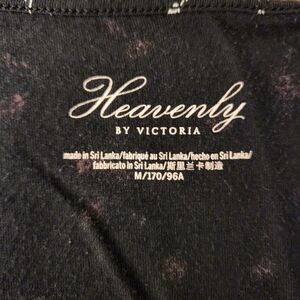 Heavenly
BY VICTORIA
made in Sri Lanka/fabriqué au Sri Lanka/hecho en Sri Lanka/
fabbricato in Sri Lanka/斯里兰卡制造
M/170/96A